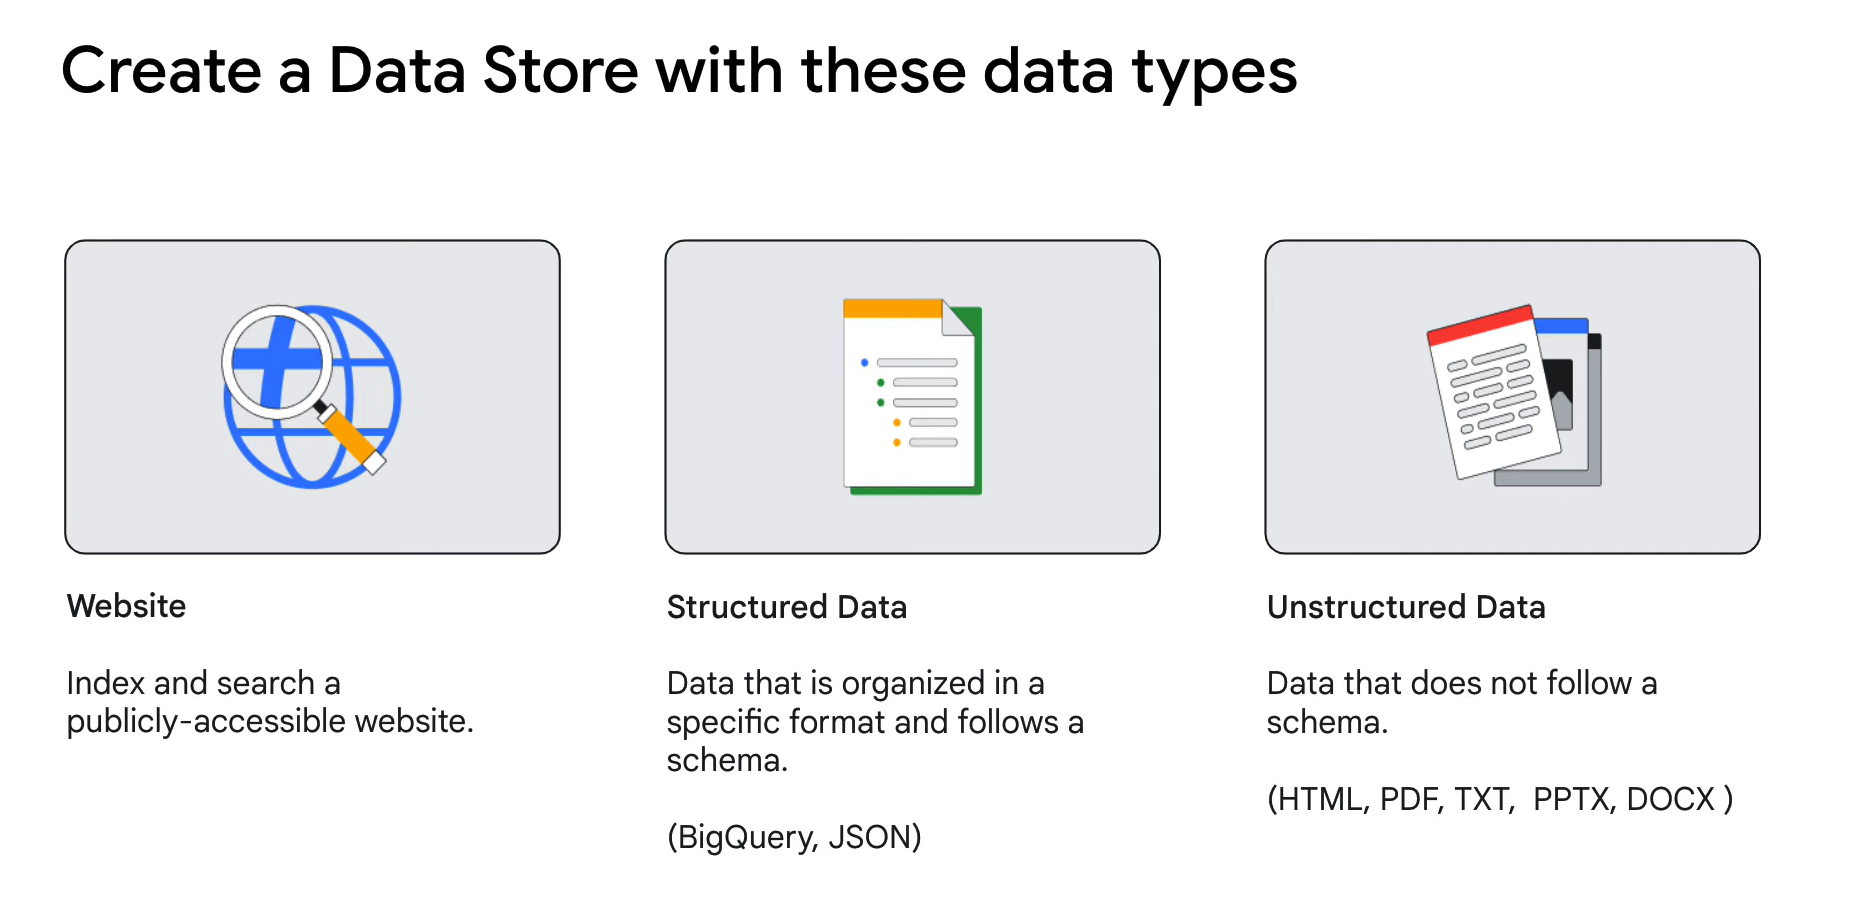 Create a Data Store with these data types
Website
Index and search a
publicly-accessible website.
Structured Data
Data that is organized in a
specific format and follows a
schema.
(BigQuery, JSON)
Unstructured Data
Data that does not follow a
schema.
(HTML, PDF, TXT,  PPTX, DOCX )